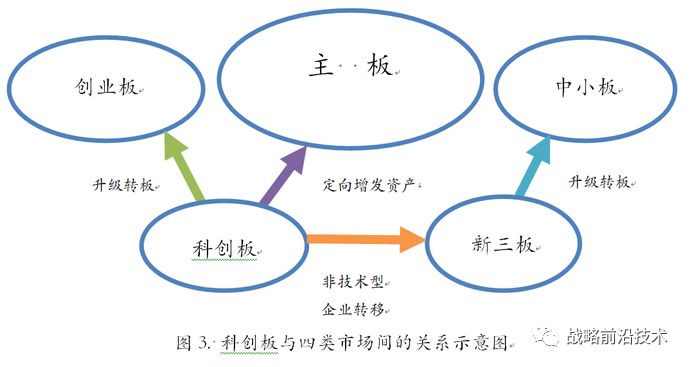 创业板
主 板
中小板
升级转板
定向增发资产
升级转板
科创板
新三板
非技术型
企业转移
图 3. 科创板与四类市场间的关系示意图
战略前沿技术